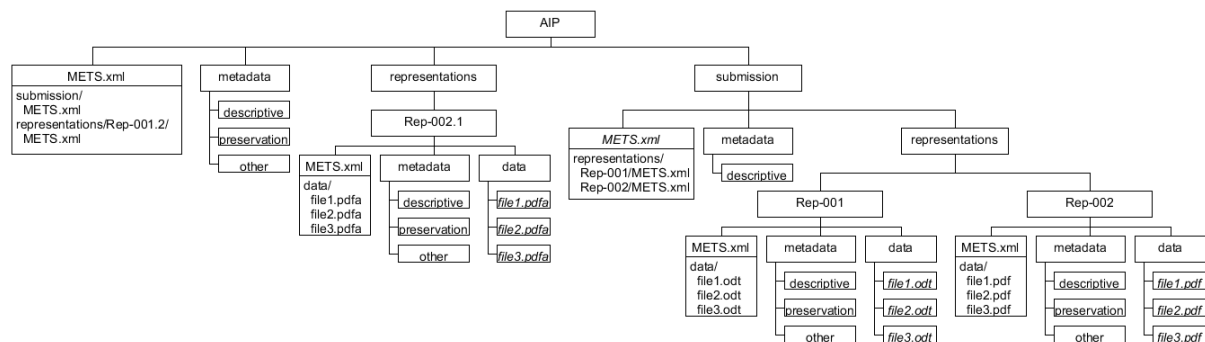 AIP
METS.xml
submission/
METS.xml
representations/Rep-001.2/
METS.xml
metadata
descriptive
preservation
other
representations
Rep-002.1
METS.xml
data/
file1.pdfa
file2.pdfa
file3.pdfa
metadata
descriptive
preservation
other
data
file1.pdfa
file2.pdfa
file3.pdfa
submission
METS.xml
representations/
Rep-001/METS.xml
Rep-002/METS.xml
metadata
descriptive
representations
Rep-001
METS.xml
data/
file1.odt
file2.odt
file3.odt
metadata
descriptive
preservation
other
data
file1.odt
file2.odt
file3.odt
Rep-002
METS.xml
data/
file1.pdf
file2.pdf
file3.pdf
metadata
descriptive
preservation
other
data
file1.pdf
file2.pdf
file3.pdf